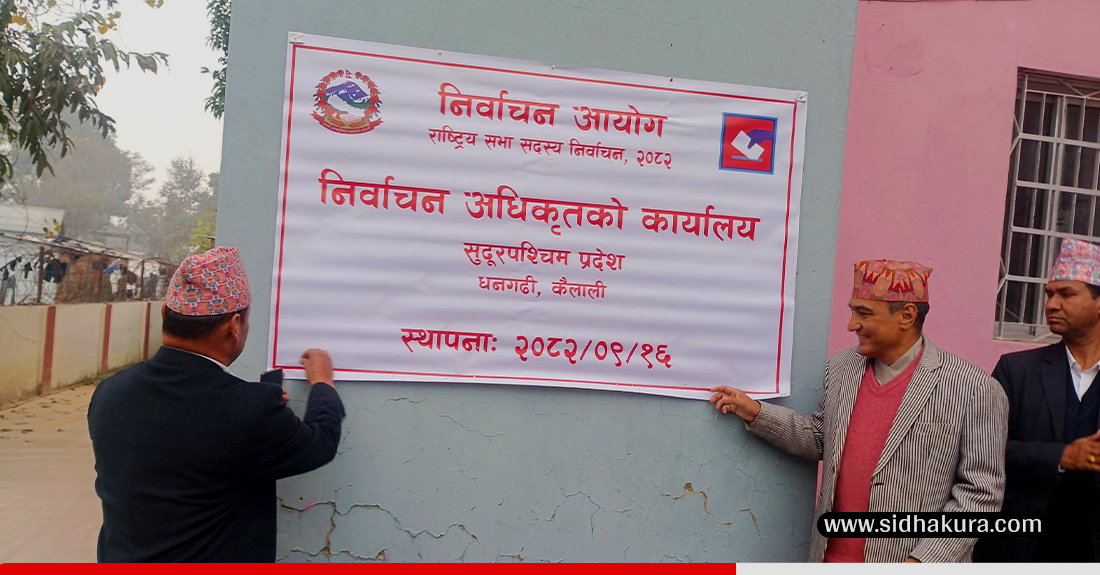 निर्वाचन आयोग
राष्ट्रिय सभा सदस्य निर्वाचन, २०८२
निर्वाचन अधिकृतको कार्यालय
सुदूरपश्चिम प्रदेश
धनगढी, कैलाली
स्थापनाः २०८२/०९/१६
www.sidhakura.com